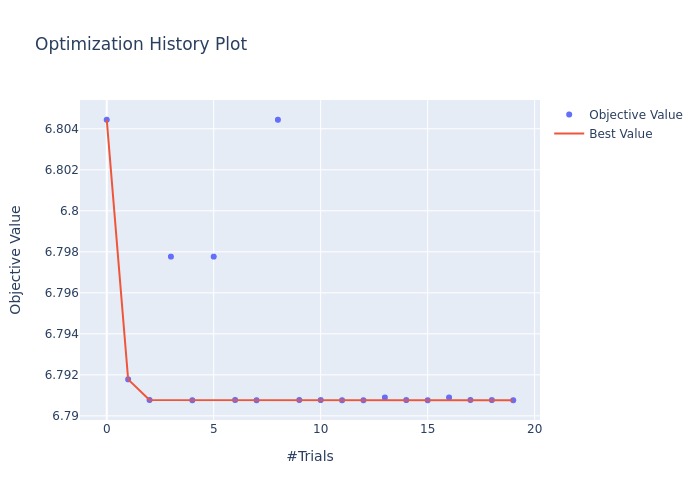 Optimization History Plot
Objective Value
Best Value
6.804
6.802
6.8
6.798
6.796
6.794
6.792
6.79
Objective Value
0
5
10
15
20
#Trials